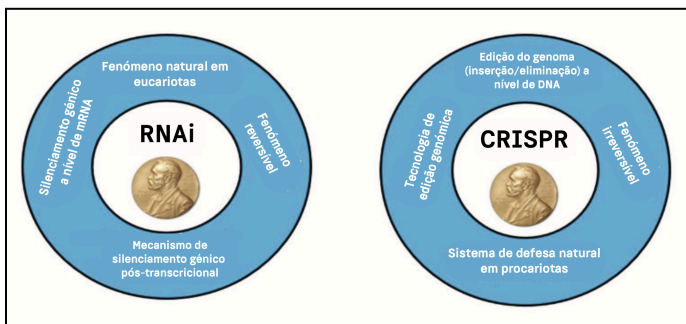 Fenómeno natural em
eucariotas
Silenciamento génico
a nível de mRNA
Fenómeno
reversível
RNAi
Mecanismo de
silenciamento génico
pós-transcricional
Edição do genoma
(inserção/eliminação) a
nível de DNA
Tecnologia de
edição genómica
Fenómeno
irreversível
CRISPR
Sistema de defesa natural
em procariotas